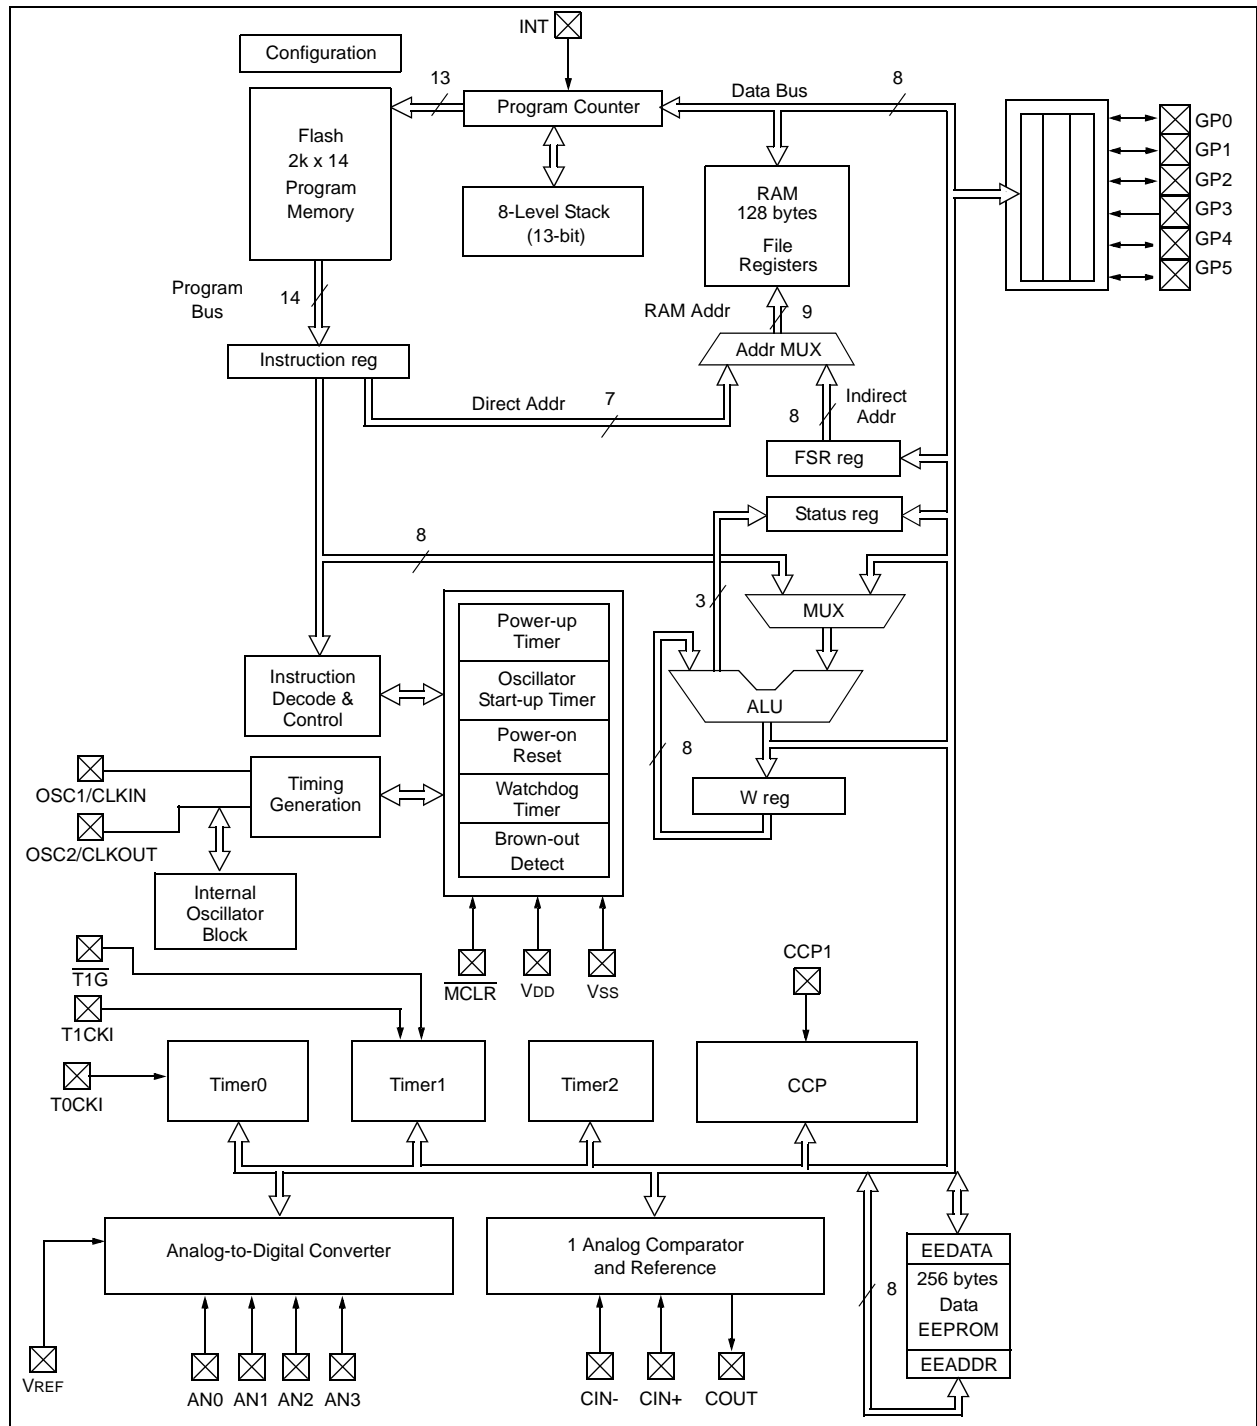 INT
Configuration
13
Program Counter
Data Bus
8
Flash
2k x 14
Program
Memory
8-Level Stack
(13-bit)
RAM
128 bytes
File
Registers
GP0
GP1
GP2
GP3
GP4
GP5
Program
Bus
14
RAM Addr
9
Addr MUX
Instruction reg
Direct Addr
7
8
Indirect
Addr
FSR reg
Status reg
8
3
MUX
Power-up
Timer
Oscillator
Start-up Timer
Power-on
Reset
Watchdog
Timer
Brown-out
Detect
Instruction
Decode &
Control
ALU
8
W reg
OSC1/CLKIN
Timing
Generation
OSC2/CLKOUT
Internal
Oscillator
Block
T1G
MCLR
VDD
VSS
CCP1
T1CKI
T0CKI
Timer0
Timer1
Timer2
CCP
Analog-to-Digital Converter
1 Analog Comparator
and Reference
8
EEDATA
256 bytes
Data
EEPROM
EEADDR
VREF
AN0
AN1
AN2
AN3
CIN-
CIN+
COUT